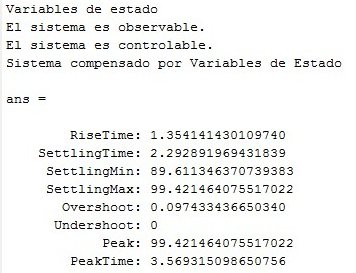 Variables de estado
El sistema es observable.
El sistema es controlable.
Sistema compensado por Variables de Estado
ans =
RiseTime: 1.354141430109740
SettlingTime: 2.292891969431839
SettlingMin: 89.611346370739383
SettlingMax: 99.421464075517022
Overshoot: 0.097433436650340
Undershoot: 0
Peak: 99.421464075517022
PeakTime: 3.569315098650756